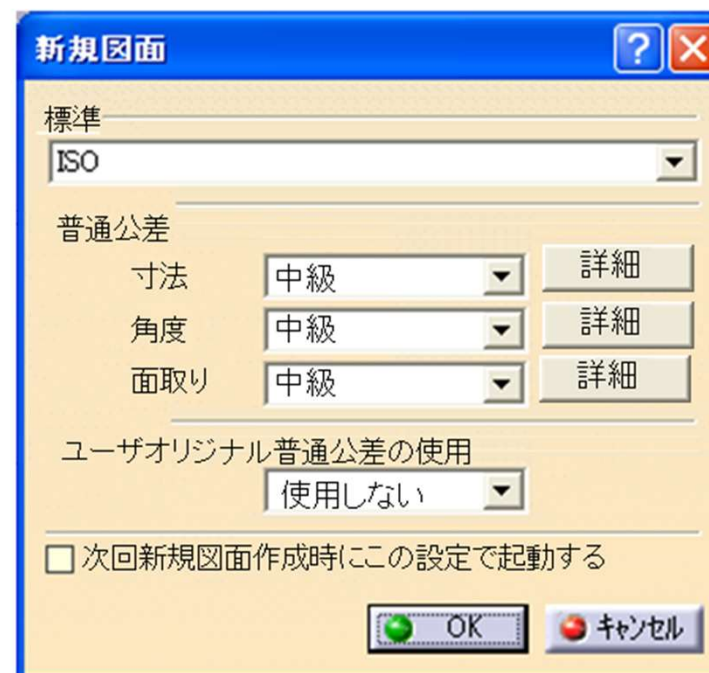 新規図面
標準
ISO
普通公差
寸法 中級 詳細
角度 中級 詳細
面取り 中級 詳細
ユーザオリジナル普通公差の使用
使用しない
次回新規図面作成時にこの設定で起動する
OK キャンセル